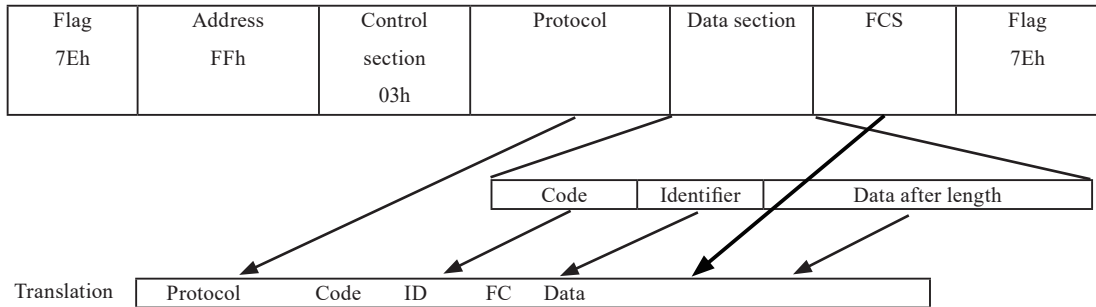 Flag Address Control Protocol Data section FCS Flag
7Eh FFh section 7Eh
03h
Code Identifier Data after length
Translation Protocol Code ID FC Data